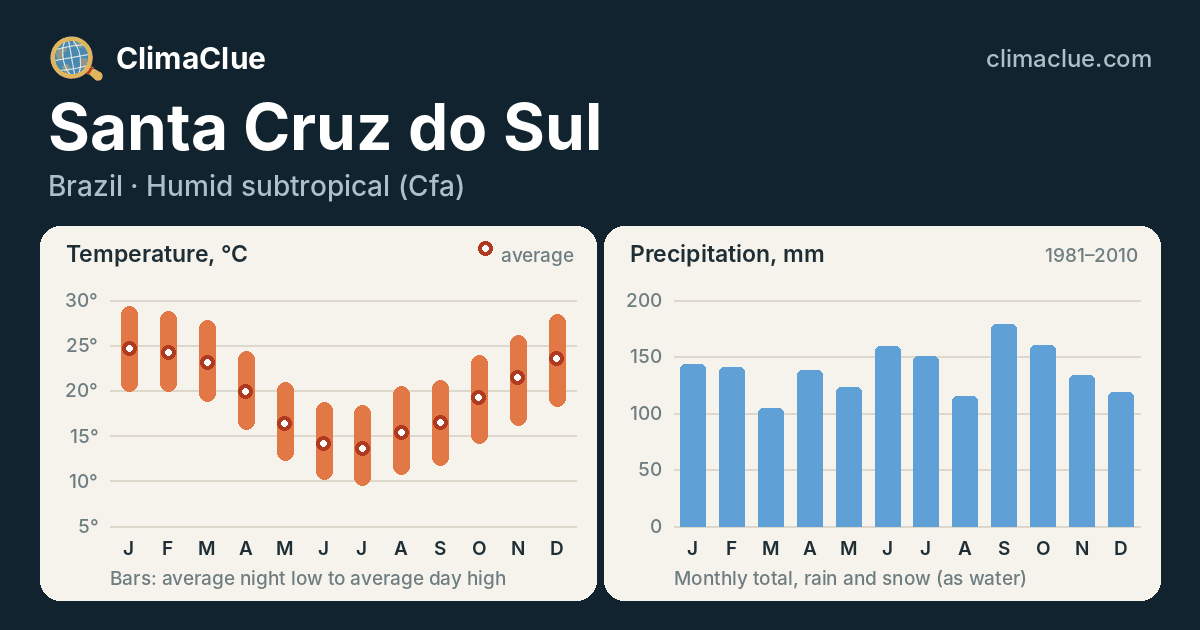 ClimaClue
climaclue.com
Santa Cruz do Sul
Brazil · Humid subtropical (Cfa)
Temperature, °C
average
30°
25°
20°
15°
10°
5°
J F M A M J J A S O N D
Bars: average night low to average day high
Precipitation, mm
1981–2010
200
150
100
50
0
J F M A M J J A S O N D
Monthly total, rain and snow (as water)